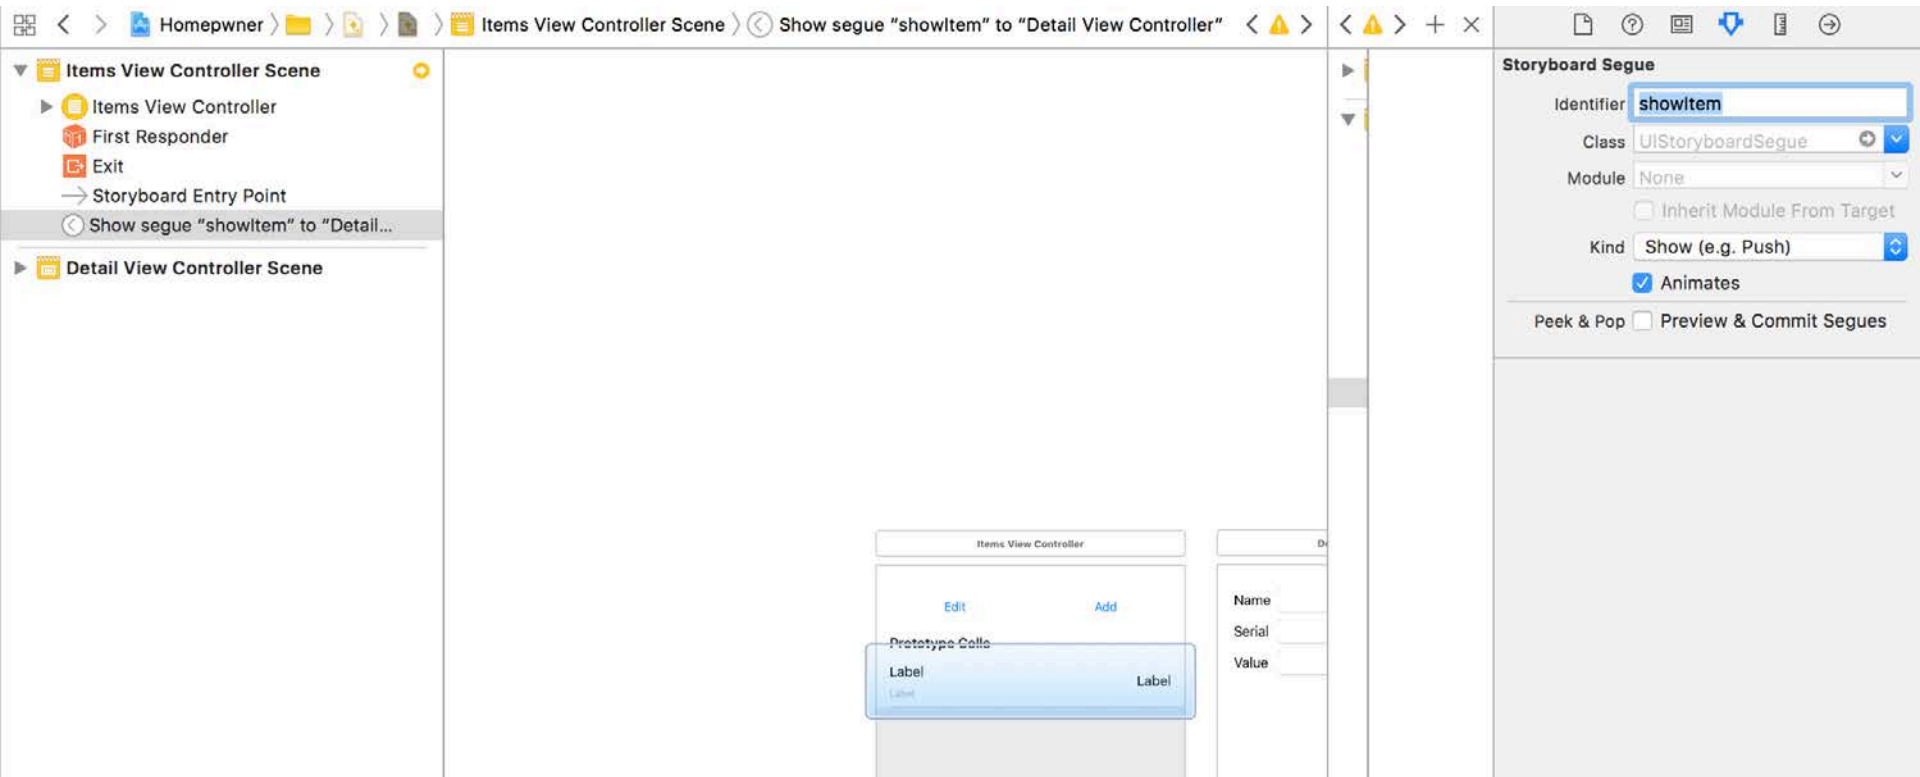 Homepwner Items View Controller Scene Show segue "showItem" to "Detail View Controller"
Items View Controller Scene
Items View Controller
First Responder
Exit
Storyboard Entry Point
Show segue "showItem" to "Detail...
Detail View Controller Scene
Items View Controller
Edit Add
Prototype Cells
Label
Label
Label
De
Name
Serial
Value
Storyboard Segue
Identifier showItem
Class UIStoryboardSegue
Module None
Inherit Module From Target
Kind Show (e.g. Push)
Animates
Peek & Pop Preview & Commit Segues